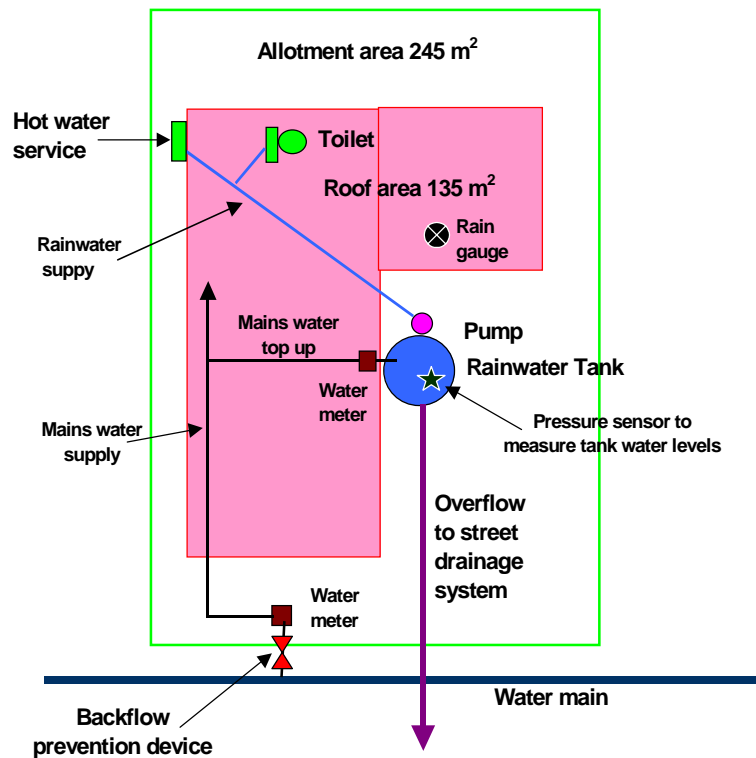 Allotment area 245 m²
Hot water
service
Toilet
Roof area 135 m²
Rain
gauge
Rainwater
suppy
Mains water
top up
Pump
Rainwater Tank
Water
meter
Pressure sensor to
measure tank water levels
Mains water
supply
Overflow
to street
drainage
system
Water
meter
Water main
Backflow
prevention device